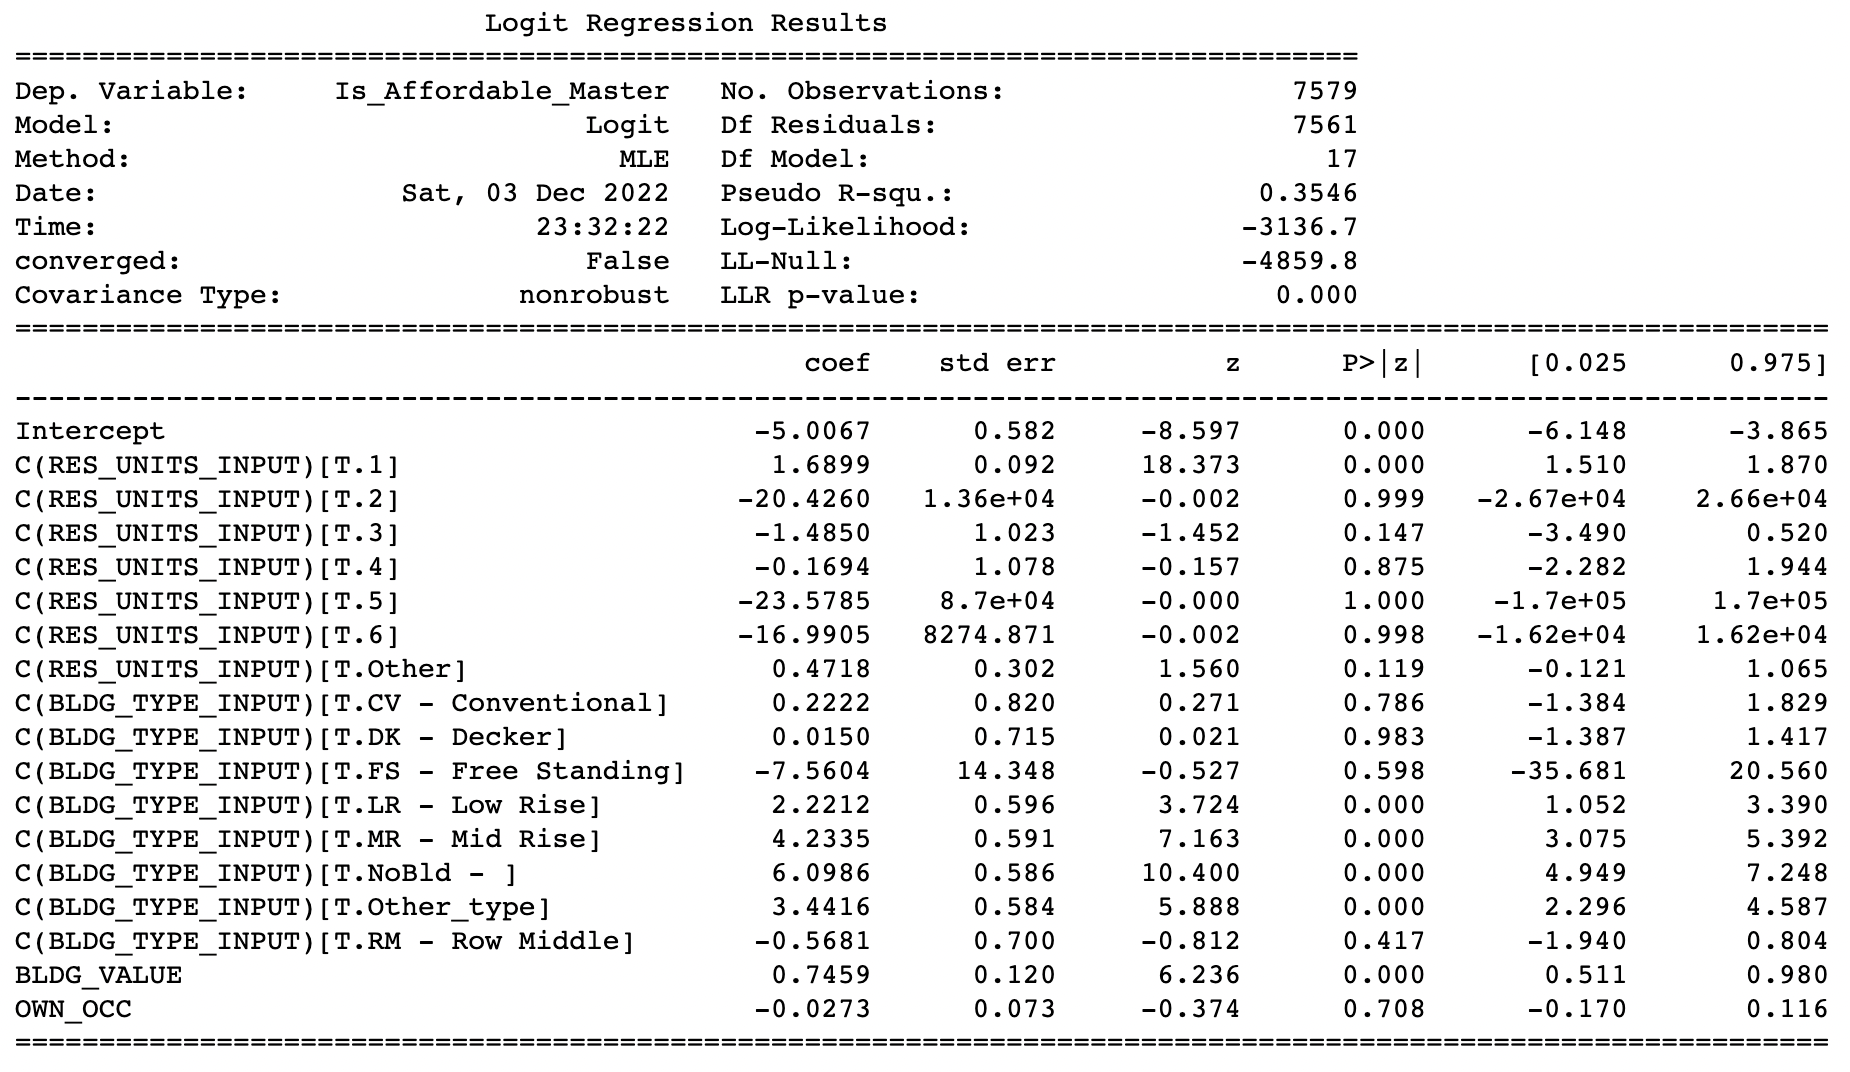 Logit Regression Results
================================================================================
Dep. Variable:     Is_Affordable_Master   No. Observations:                 7579
Model:                            Logit   Df Residuals:                     7561
Method:                             MLE   Df Model:                           17
Date:                  Sat, 03 Dec 2022   Pseudo R-squ.:                  0.3546
Time:                          23:32:22   Log-Likelihood:                -3136.7
converged:                        False   LL-Null:                       -4859.8
Covariance Type:              nonrobust   LLR p-value:                     0.000
============================================================================================================
                                               coef    std err          z      P>|z|      [0.025      0.975]
------------------------------------------------------------------------------------------------------------
Intercept                                   -5.0067      0.582     -8.597      0.000      -6.148      -3.865
C(RES_UNITS_INPUT)[T.1]                      1.6899      0.092     18.373      0.000       1.510       1.870
C(RES_UNITS_INPUT)[T.2]                    -20.4260   1.36e+04     -0.002      0.999   -2.67e+04    2.66e+04
C(RES_UNITS_INPUT)[T.3]                     -1.4850      1.023     -1.452      0.147      -3.490       0.520
C(RES_UNITS_INPUT)[T.4]                     -0.1694      1.078     -0.157      0.875      -2.282       1.944
C(RES_UNITS_INPUT)[T.5]                    -23.5785    8.7e+04     -0.000      1.000    -1.7e+05     1.7e+05
C(RES_UNITS_INPUT)[T.6]                    -16.9905   8274.871     -0.002      0.998   -1.62e+04    1.62e+04
C(RES_UNITS_INPUT)[T.Other]                  0.4718      0.302      1.560      0.119      -0.121       1.065
C(BLDG_TYPE_INPUT)[T.CV - Conventional]      0.2222      0.820      0.271      0.786      -1.384       1.829
C(BLDG_TYPE_INPUT)[T.DK - Decker]            0.0150      0.715      0.021      0.983      -1.387       1.417
C(BLDG_TYPE_INPUT)[T.FS - Free Standing]    -7.5604     14.348     -0.527      0.598     -35.681      20.560
C(BLDG_TYPE_INPUT)[T.LR - Low Rise]          2.2212      0.596      3.724      0.000       1.052       3.390
C(BLDG_TYPE_INPUT)[T.MR - Mid Rise]          4.2335      0.591      7.163      0.000       3.075       5.392
C(BLDG_TYPE_INPUT)[T.NoBld - ]               6.0986      0.586     10.400      0.000       4.949       7.248
C(BLDG_TYPE_INPUT)[T.Other_type]             3.4416      0.584      5.888      0.000       2.296       4.587
C(BLDG_TYPE_INPUT)[T.RM - Row Middle]       -0.5681      0.700     -0.812      0.417      -1.940       0.804
BLDG_VALUE                                   0.7459      0.120      6.236      0.000       0.511       0.980
OWN_OCC                                     -0.0273      0.073     -0.374      0.708      -0.170       0.116
============================================================================================================